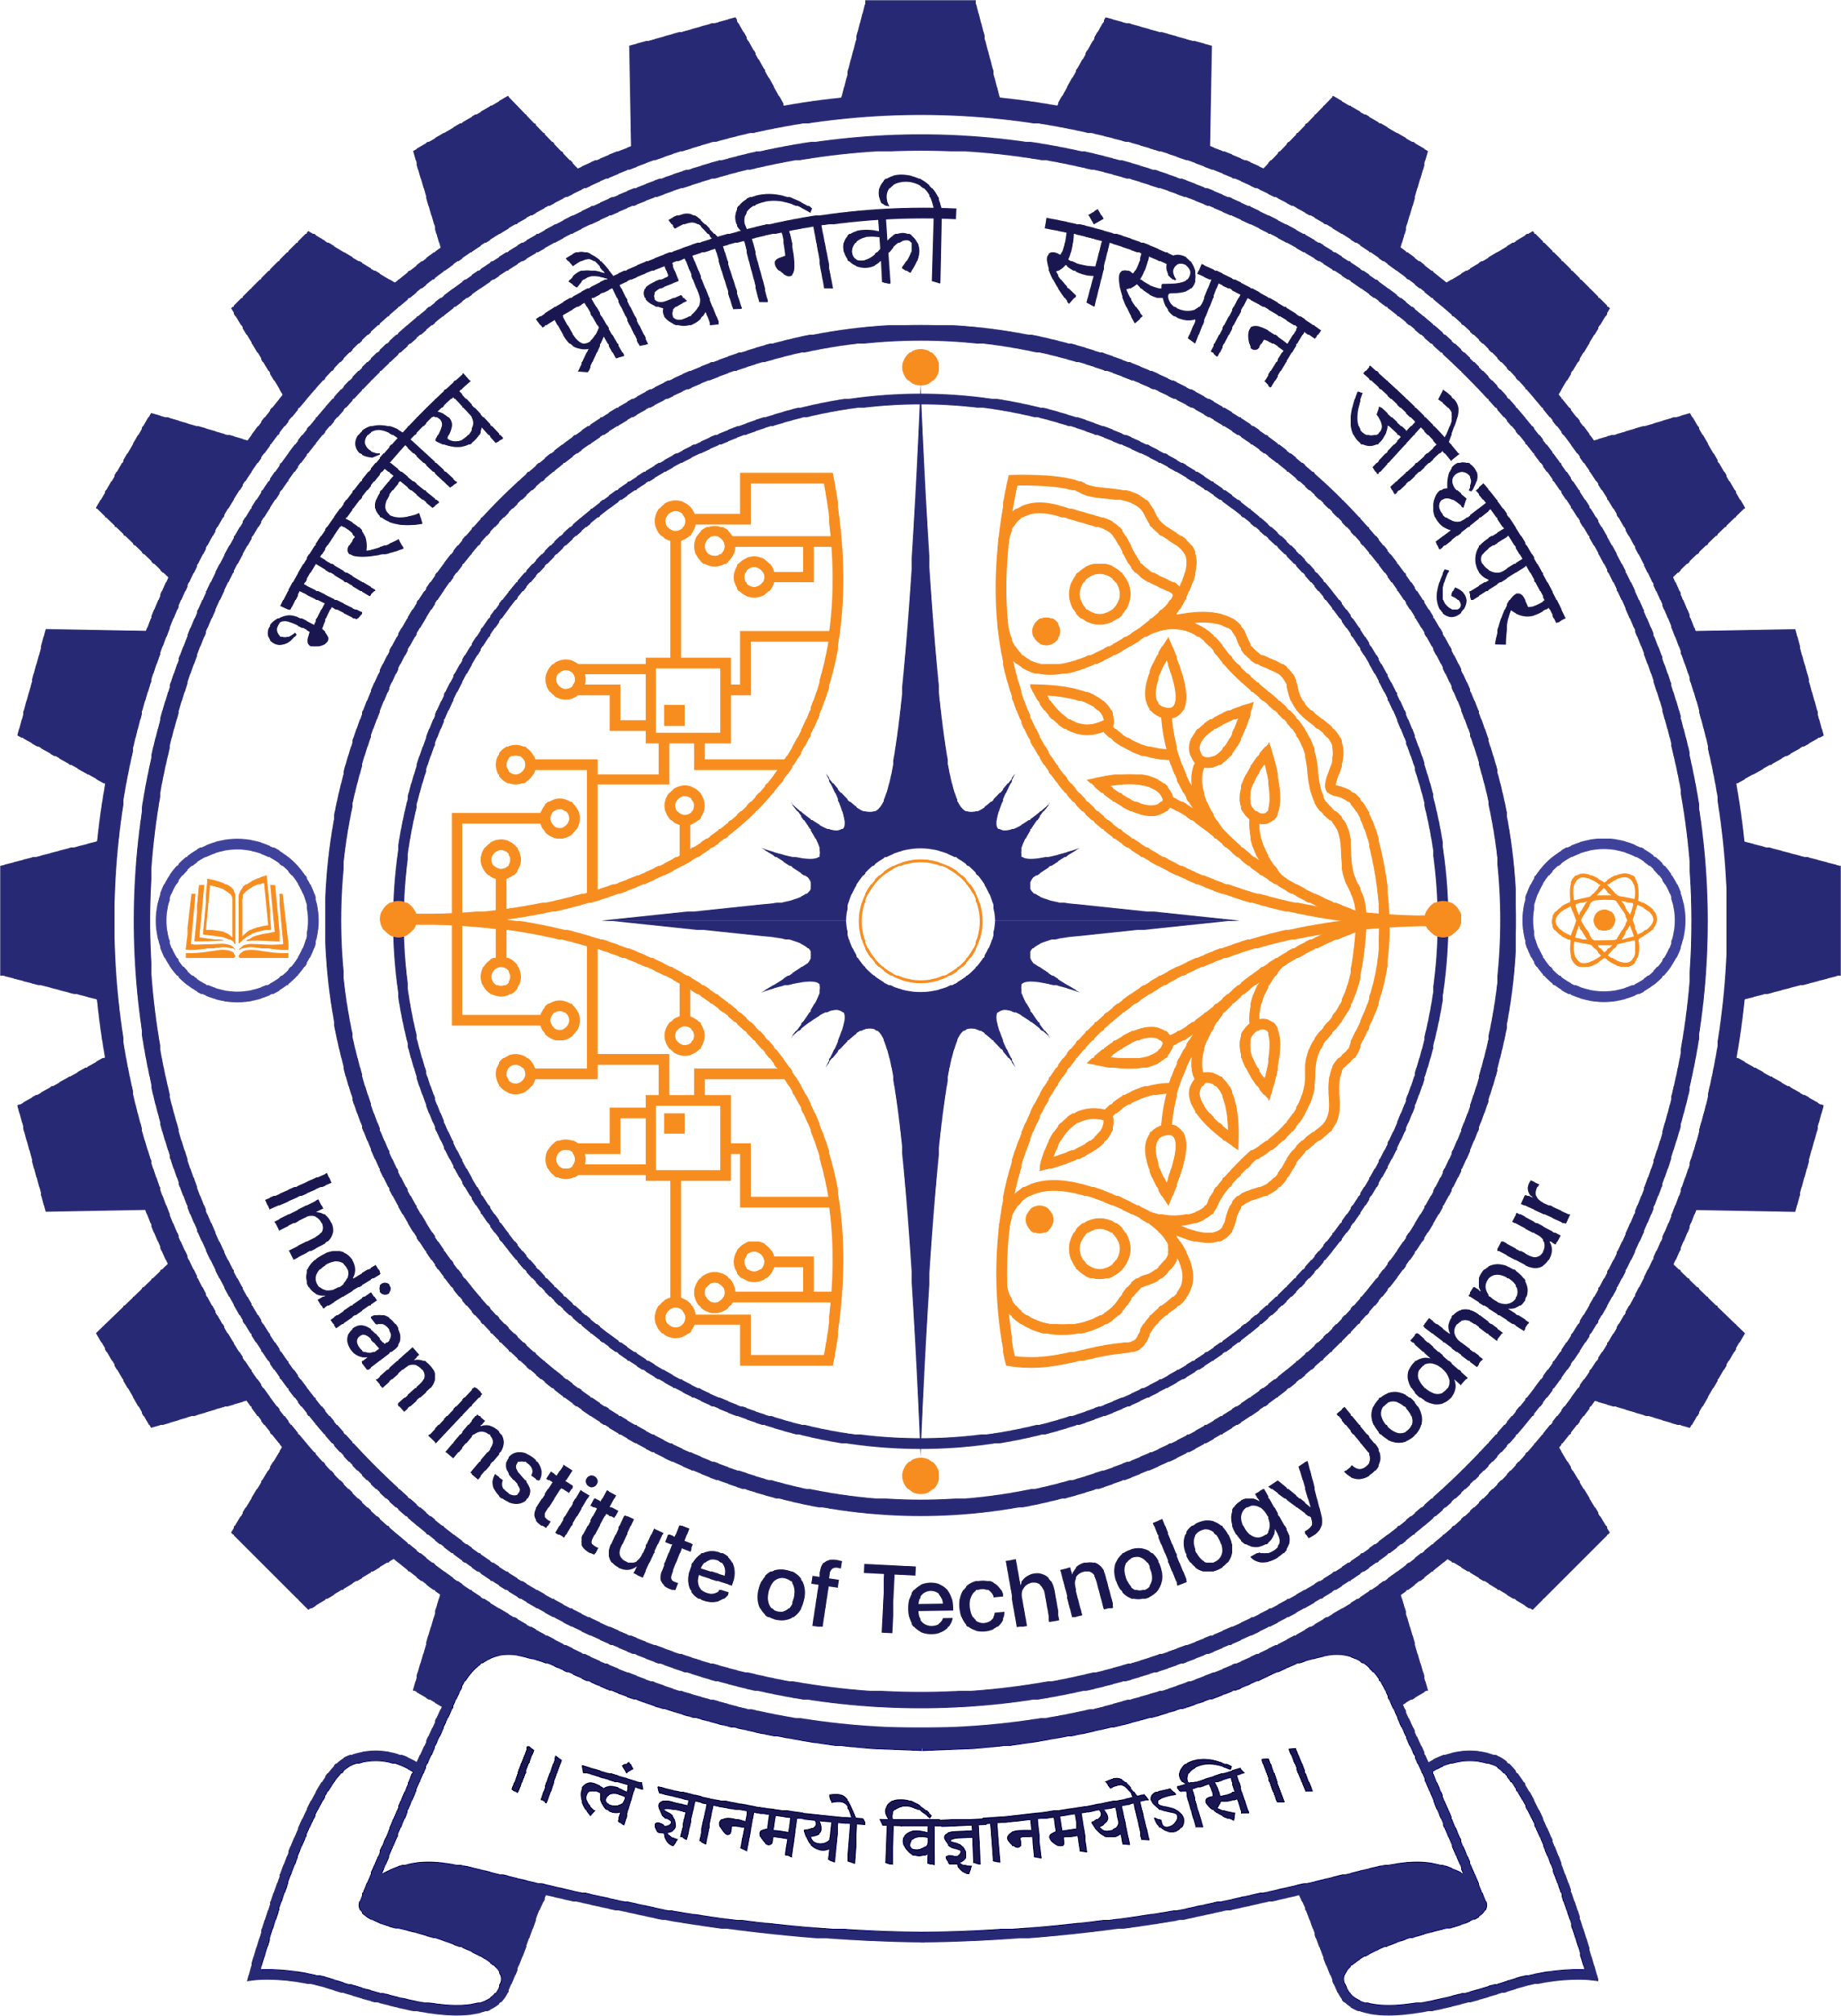 भारतीय प्रौद्योगिकी संस्थान जोधपुर
Indian Institute of Technology Jodhpur
॥ त्वं ज्ञानमयो विज्ञानमयोऽसि ॥